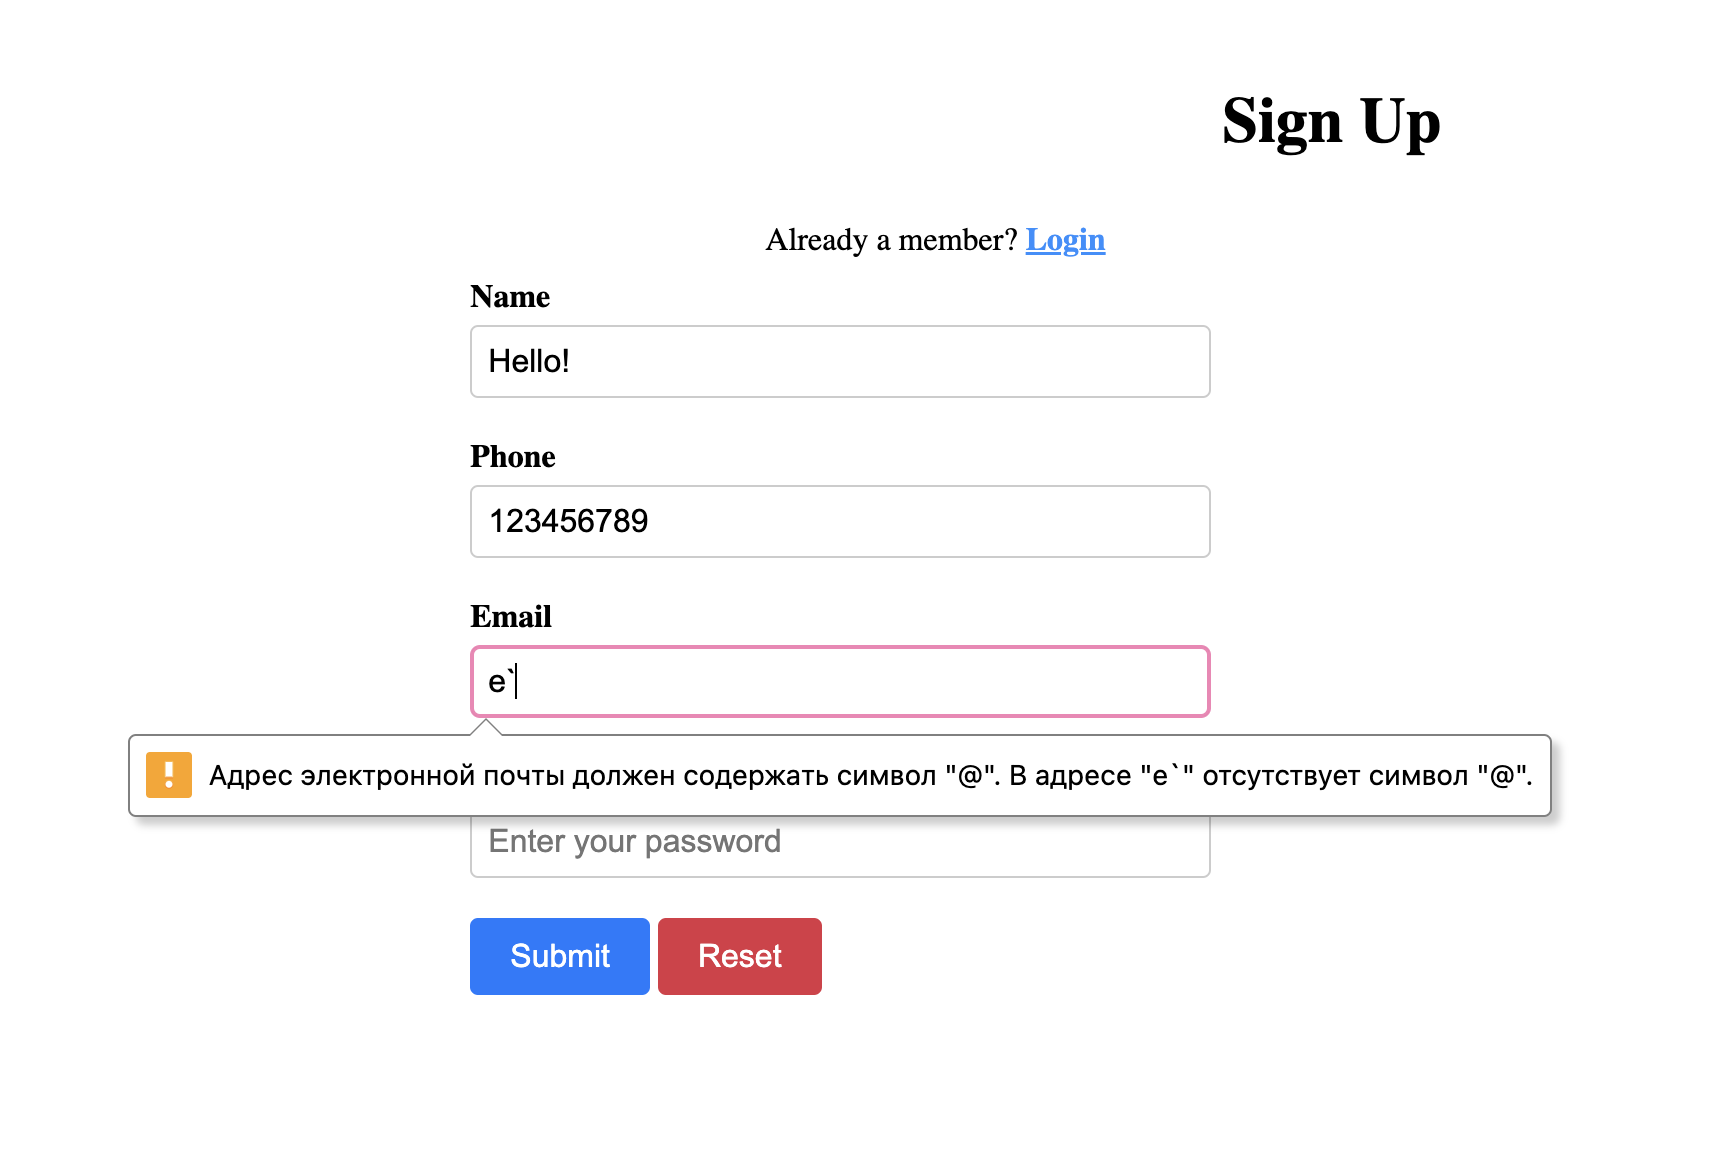 Sign Up
Already a member? Login
Name
Hello!
Phone
123456789
Email
e`
Адрес электронной почты должен содержать символ "@". В адресе "e`" отсутствует символ "@".
Enter your password
Submit Reset